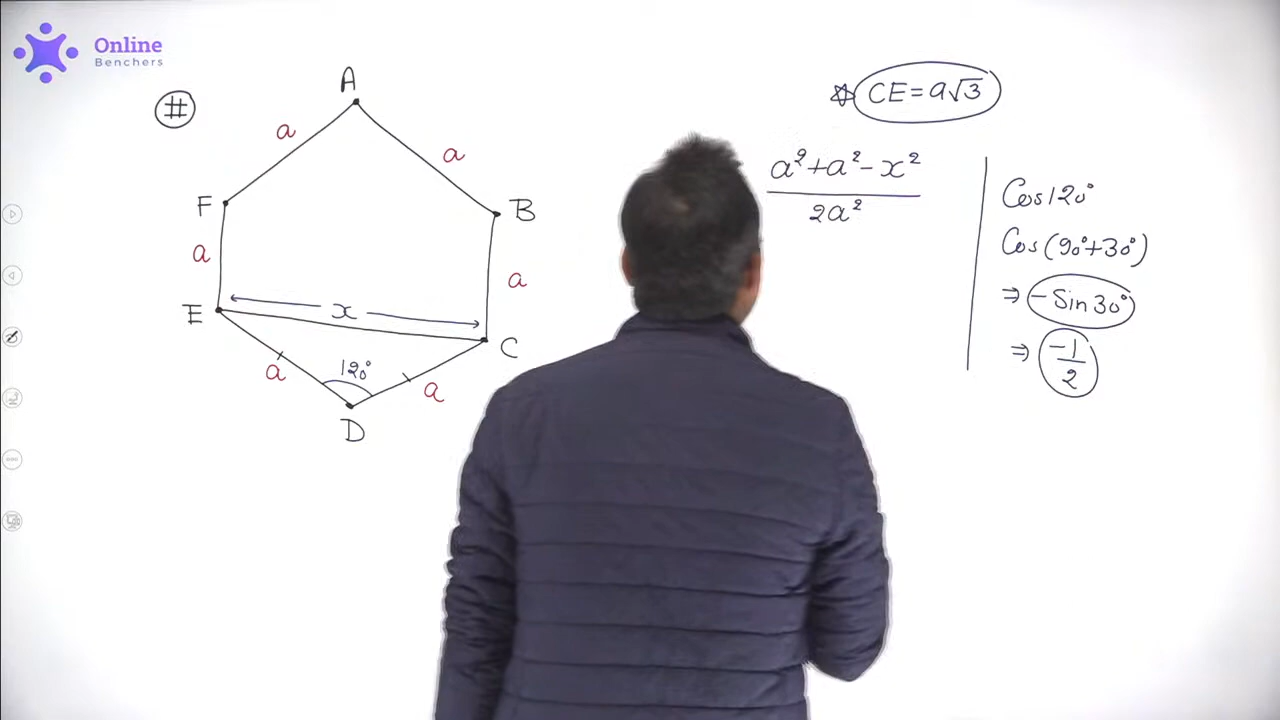 Online
Benchers
#
A
a
a
F
B
a
a
E
x
C
120°
a
a
D
☆ CE = a√3
a² + a² - x²
2a²
Cos 120°
Cos (90° + 30°)
⇒ - Sin 30°
⇒ -1
2